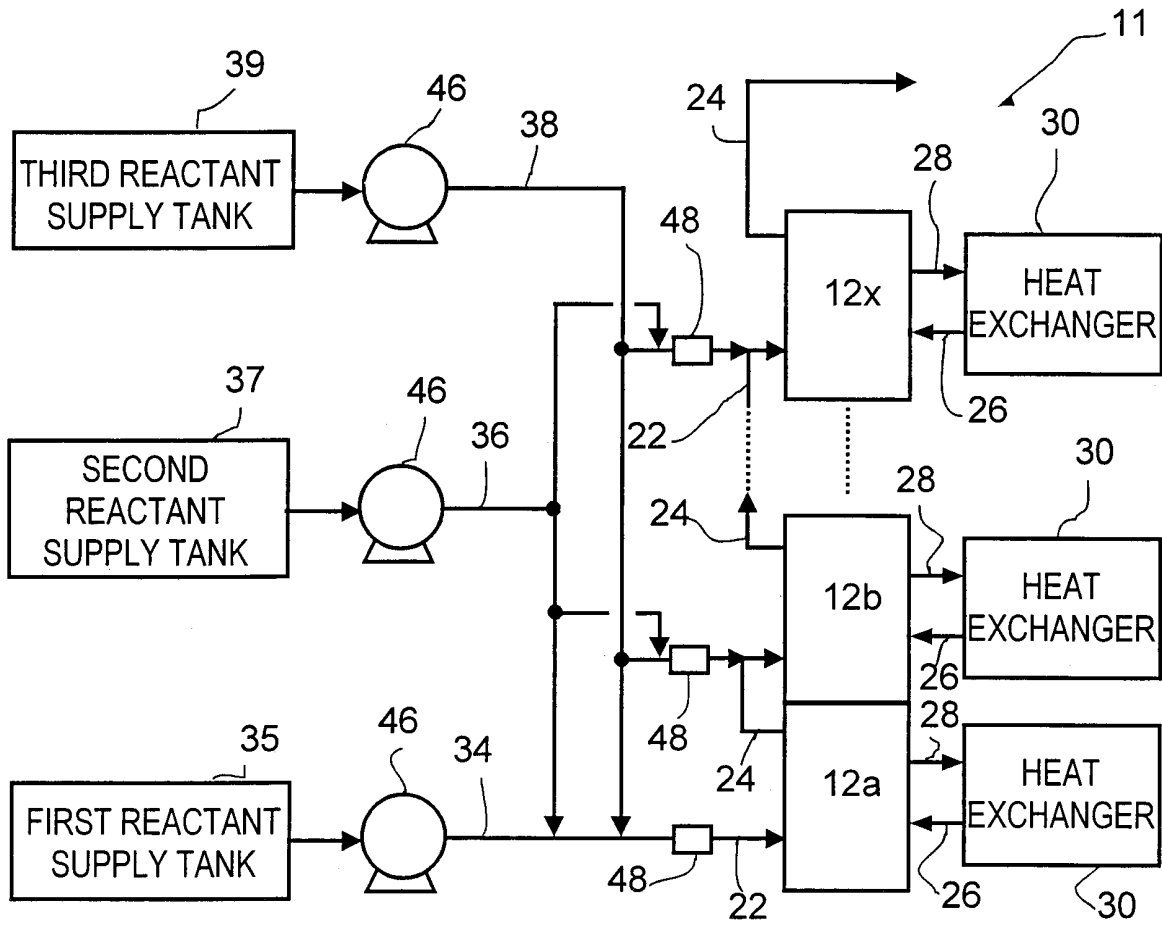 11
39
46
38
24
30
28
THIRD REACTANT
SUPPLY TANK
48
12x
HEAT
EXCHANGER
26
22
37
46
36
SECOND
REACTANT
SUPPLY TANK
24
28
30
12b
HEAT
EXCHANGER
26
48
35
46
34
24
28
12a
HEAT
EXCHANGER
FIRST REACTANT
SUPPLY TANK
48
22
26
30